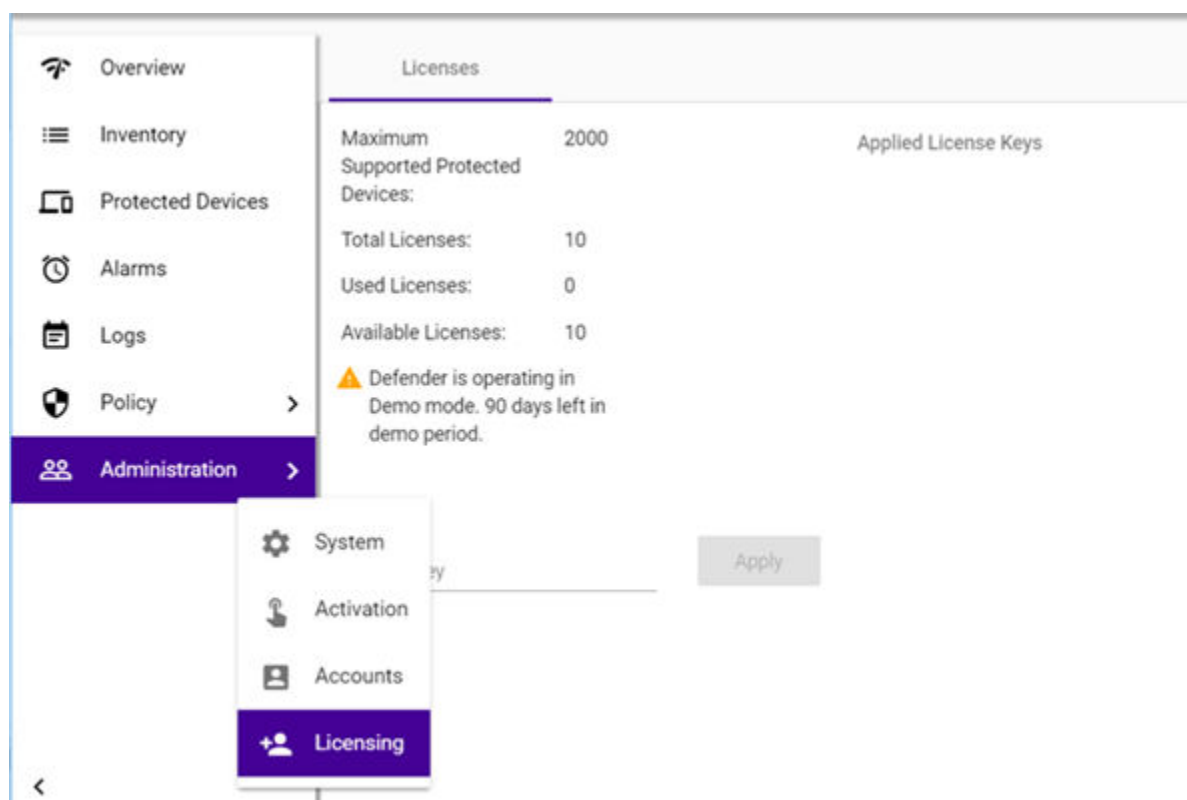 Overview
Inventory
Protected Devices
Alarms
Logs
Policy
Administration
System
Activation
Accounts
Licensing
Licenses
Maximum
Supported Protected
Devices:
2000
Total Licenses: 10
Used Licenses: 0
Available Licenses: 10
Defender is operating in
Demo mode. 90 days left in
demo period.
Applied License Keys
Apply